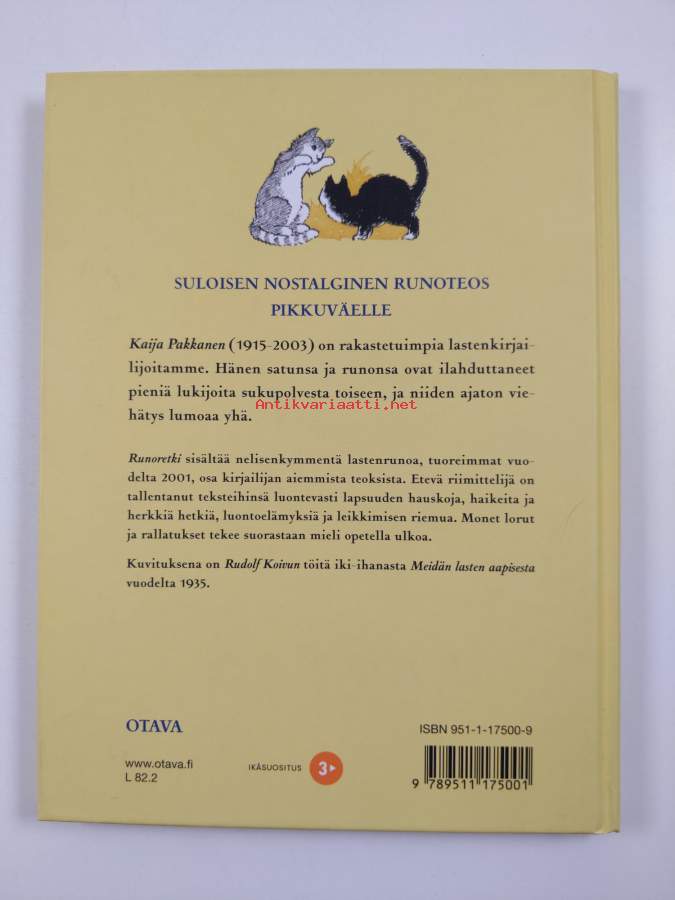 SULOISEN NOSTALGINEN RUNOTEOS
PIKKUVÄELLE
Kaija Pakkanen (1915-2003) on rakastetuimpia lastenkirjai-
lijoitamme. Hänen satunsa ja runonsa ovat ilahduttaneet
pieniä lukijoita sukupolvesta toiseen, ja niiden ajaton vie-
Antikvariaatti.net
hätys lumoaa yhä.
Runoretki sisältää nelisenkymmentä lastenrunoa, tuoreimmat vuo-
delta 2001, osa kirjailijan aiemmista teoksista. Etevä riimittelijä on
tallentanut teksteihinsä luontevasti lapsuuden hauskoja, haikeita ja
herkkiä hetkiä, luontoelämyksiä ja leikkimisen riemua. Monet lorut
ja rallatukset tekee suorastaan mieli opetella ulkoa.
Kuvituksena on Rudolf Koivun töitä iki-ihanasta Meidän lasten aapisesta
vuodelta 1935.
OTAVA
www.otava.fi
L 82.2
IKÄSUOSITUS 3
ISBN 951-1-17500-9
9 789511 175001